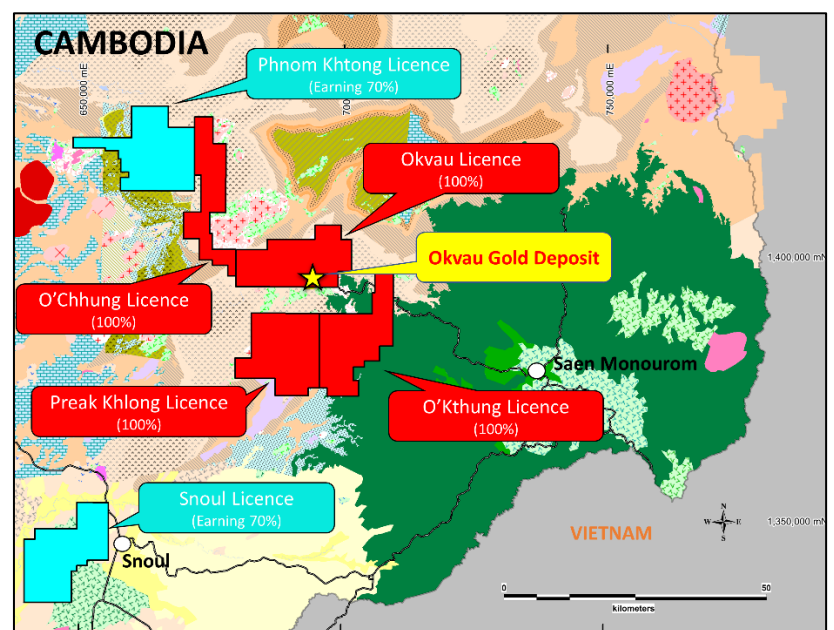 CAMBODIA
Phnom Khtong Licence
(Earning 70%)
650,000 mE
700
750,000 mE
Okvau Licence
(100%)
Okvau Gold Deposit
1,400,000 mN
O'Chhung Licence
(100%)
Saen Monourom
Preak Khlong Licence
(100%)
O'Kthung Licence
(100%)
Snoul Licence
(Earning 70%)
Snoul
VIETNAM
N
W
E
S
1,350,000 mN
0
50
kilometers